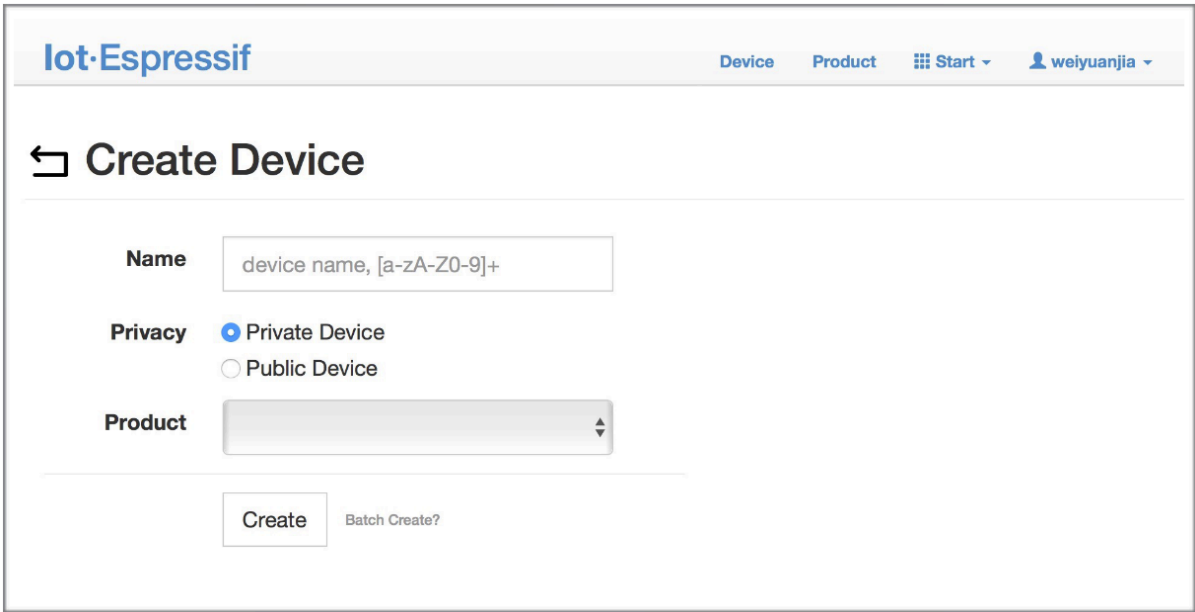 Iot·Espressif
Device Product Start weiyuanjia
Create Device
Name device name, [a-zA-Z0-9]+
Privacy Private Device
Public Device
Product
Create Batch Create?